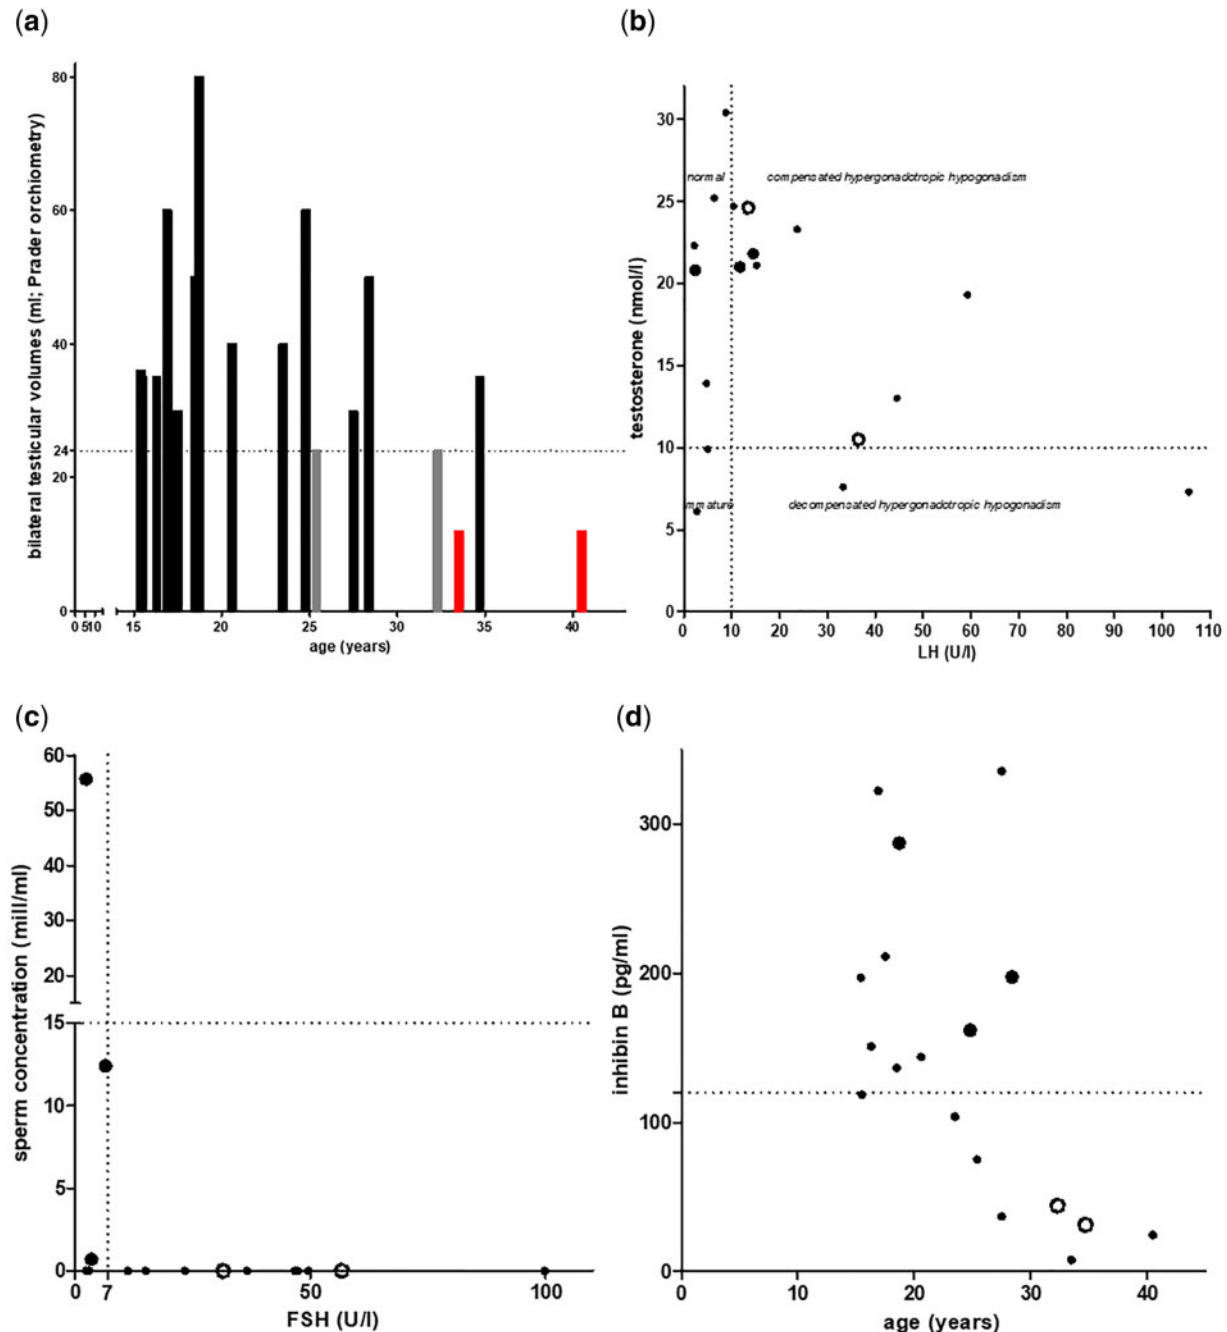 (a)
bilateral testicular volumes (ml; Prader orchiometry)
80
60
40
24
20
0
0 5 10 15 20 25 30 35 40
age (years)
(b)
testosterone (nmol/l)
30
25
20
15
10
5
0
normal compensated hypergonadotropic hypogonadism
immature decompensated hypergonadotropic hypogonadism
0 10 20 30 40 50 60 70 80 90 100 110
LH (U/l)
(c)
sperm concentration (mill/ml)
60
50
40
30
20
15
10
5
0
0 7 50 100
FSH (U/l)
(d)
inhibin B (pg/ml)
300
200
100
0
0 10 20 30 40
age (years)